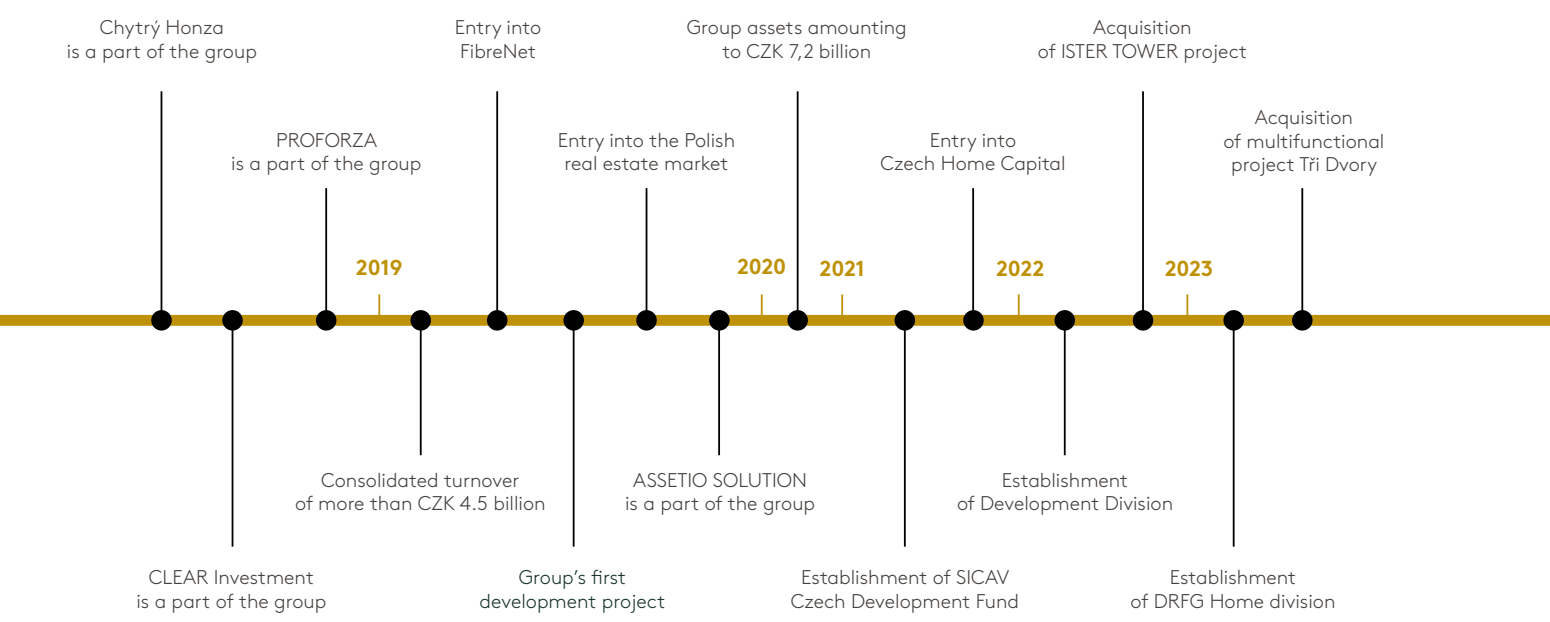 Chytrý Honza
is a part of the group
Entry into
FibreNet
Group assets amounting
to CZK 7,2 billion
Acquisition
of ISTER TOWER project
PROFORZA
is a part of the group
Entry into the Polish
real estate market
Entry into
Czech Home Capital
Acquisition
of multifunctional
project Tři Dvory
2019
2020
2021
2022
2023
Consolidated turnover
of more than CZK 4.5 billion
ASSETIO SOLUTION
is a part of the group
Establishment
of Development Division
CLEAR Investment
is a part of the group
Group's first
development project
Establishment of SICAV
Czech Development Fund
Establishment
of DRFG Home division